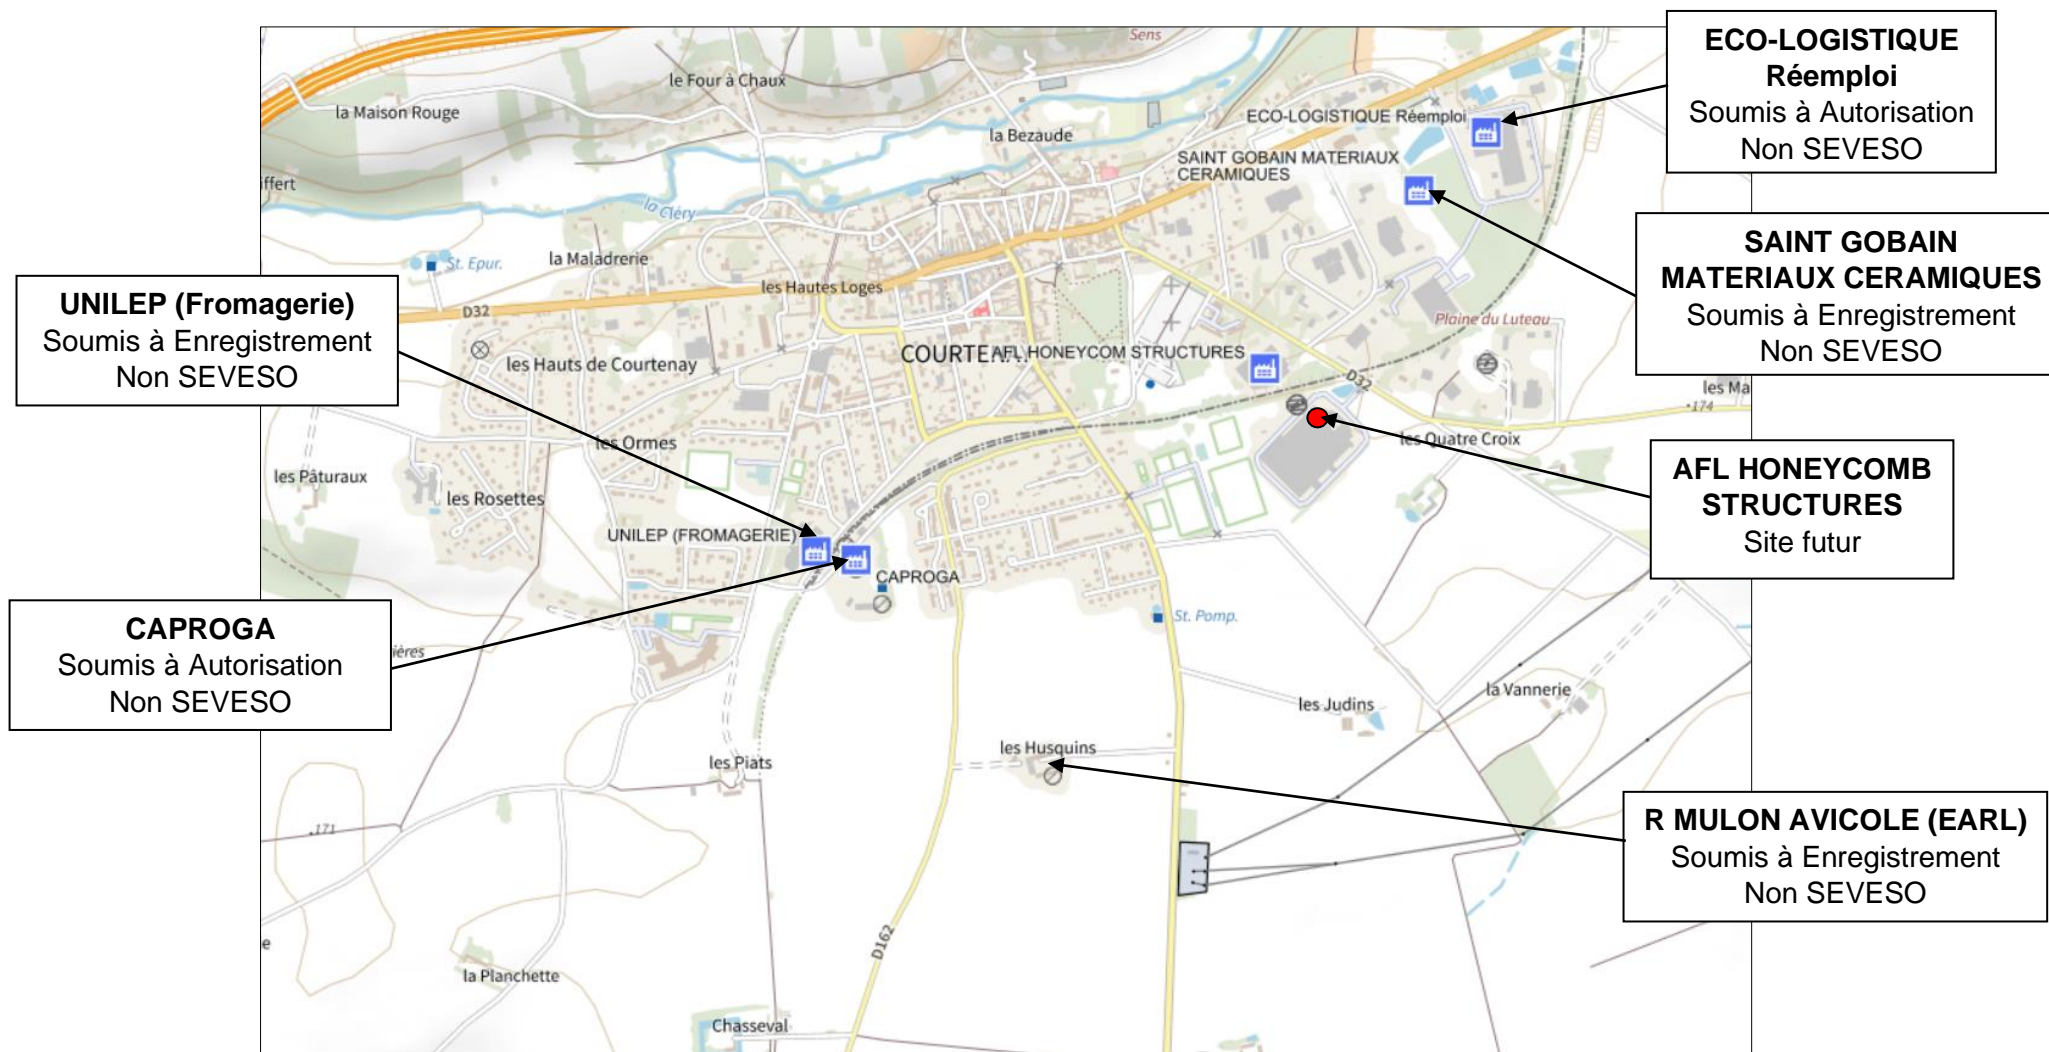 ECO-LOGISTIQUE
Réemploi
Soumis à Autorisation
Non SEVESO
SAINT GOBAIN
MATERIAUX CERAMIQUES
Soumis à Enregistrement
Non SEVESO
UNILEP (Fromagerie)
Soumis à Enregistrement
Non SEVESO
AFL HONEYCOMB
STRUCTURES
Site futur
CAPROGA
Soumis à Autorisation
Non SEVESO
R MULON AVICOLE (EARL)
Soumis à Enregistrement
Non SEVESO
Sens
le Four à Chaux
la Maison Rouge
la Bezaude
ECO-LOGISTIQUE Réemploi
SAINT GOBAIN MATERIAUX
CERAMIQUES
iffert
la Cléry
St. Epur.
la Maladrerie
les Hautes Loges
D32
Plaine du Luteau
les Hauts de Courtenay
AFL HONEYCOM STRUCTURES
D32
les Ma
174
les Ormes
les Quatre Croix
les Pâturaux
les Rosettes
UNILEP (FROMAGERIE)
CAPROGA
St. Pomp.
ières
la Vannerie
les Judins
les Husquins
les Piats
171
D162
e
la Planchette
Chasseval